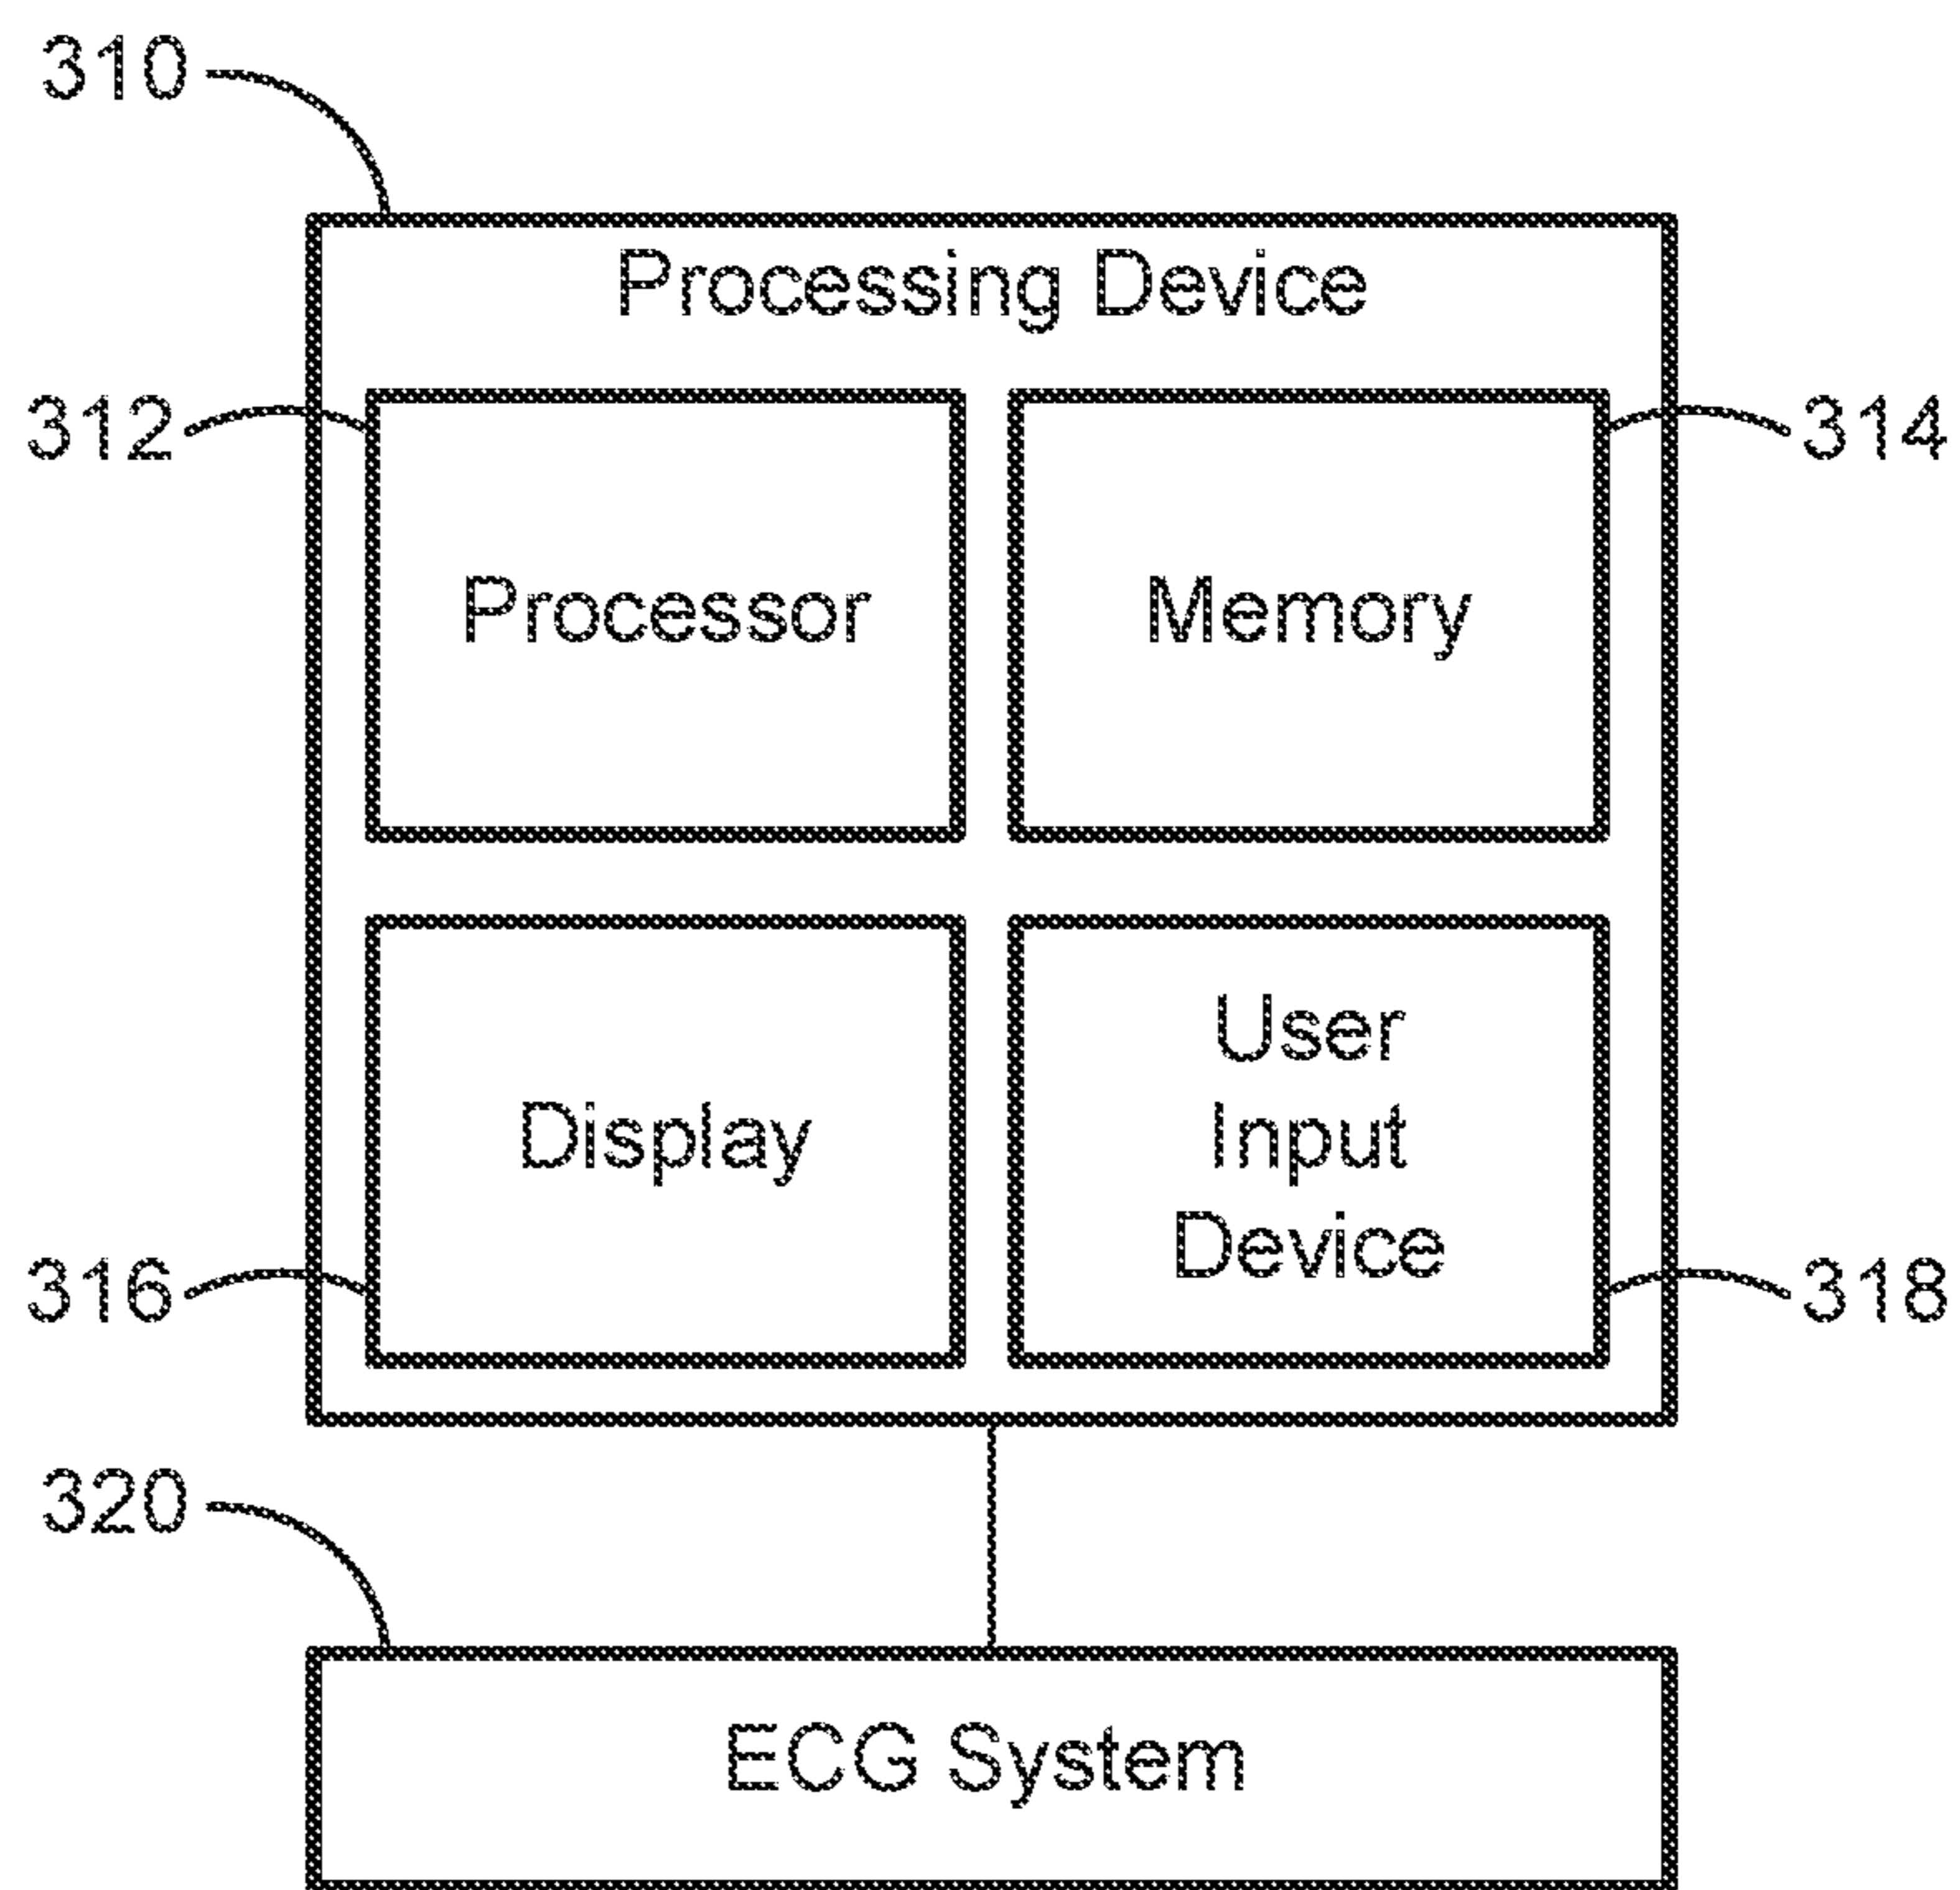 310
Processing Device
312
314
Processor
Memory
User
Display
Input
Device
316
318
320
ECG System